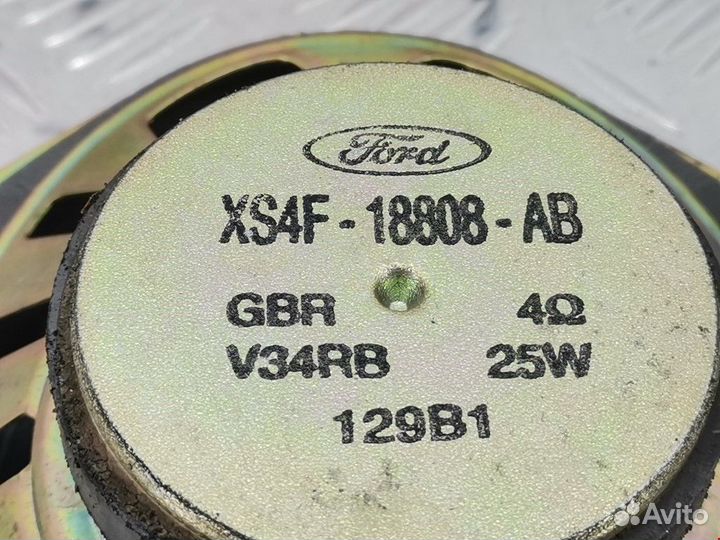 Ford
XS4F-18808-AB
GBR 4Ω
V34RB 25W
129B1
Avito